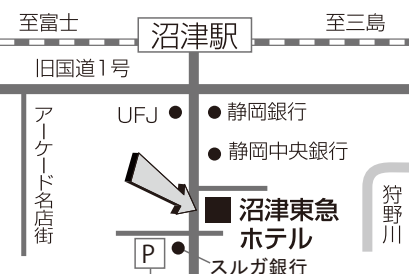 至富士
沼津駅
至三島
旧国道1号
UFJ
静岡銀行
静岡中央銀行
アーケード名店街
沼津東急
ホテル
狩野川
P
スルガ銀行